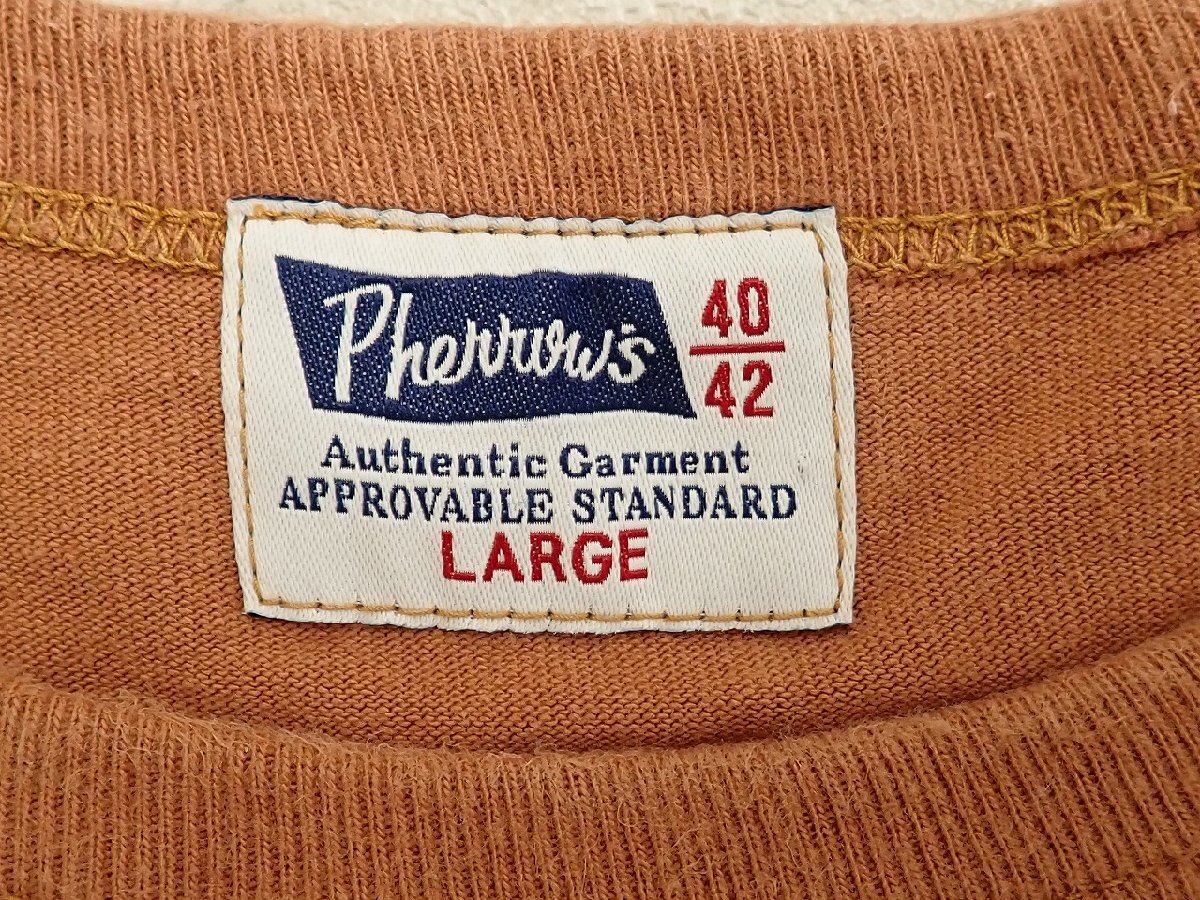 Pherrow's
40
42
Authentic Garment
APPROVABLE STANDARD
LARGE